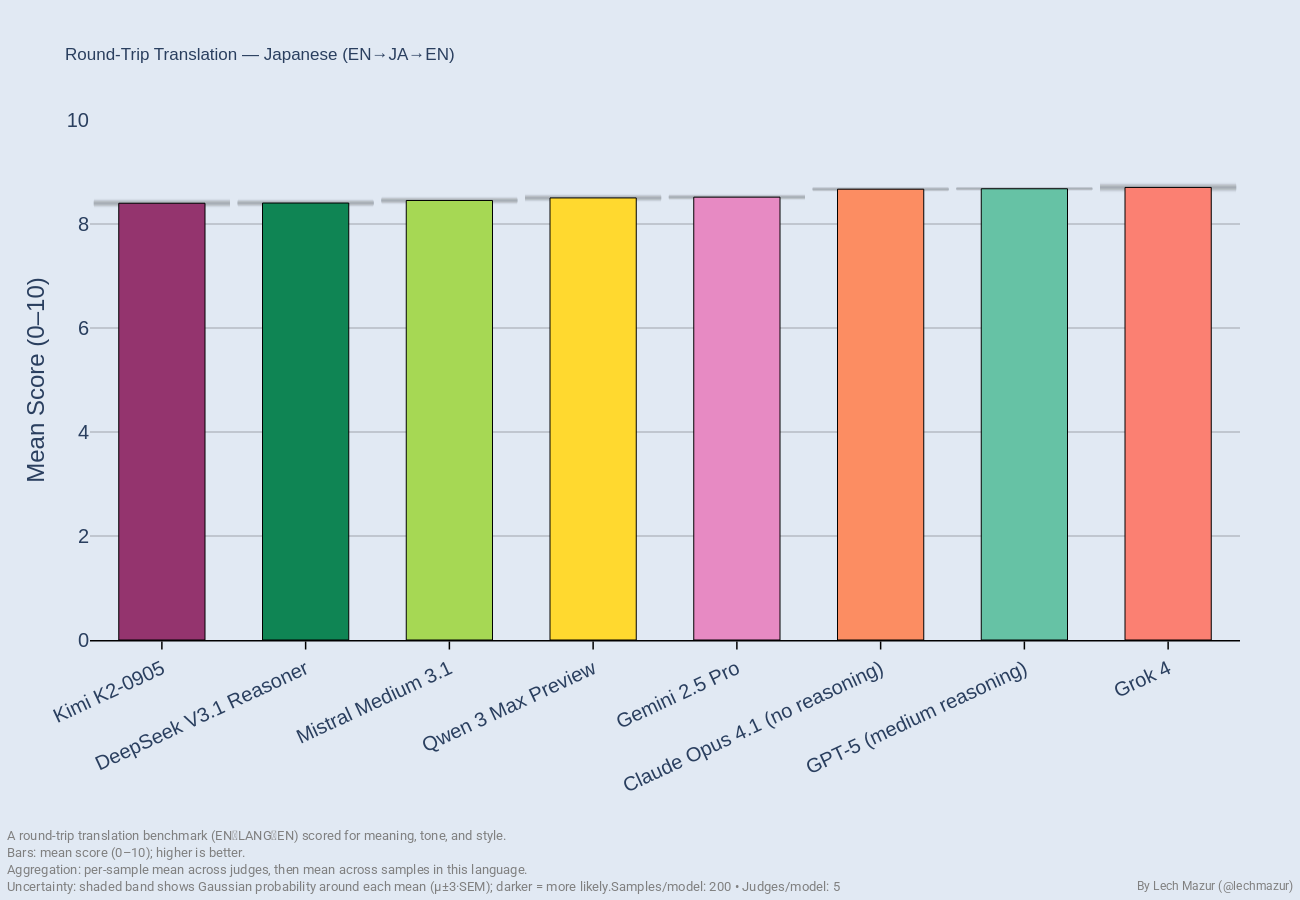 Round-Trip Translation — Japanese (EN→JA→EN)
10
8
6
4
2
0
Mean Score (0–10)
Kimi K2-0905
DeepSeek V3.1 Reasoner
Mistral Medium 3.1
Qwen 3 Max Preview
Gemini 2.5 Pro
Claude Opus 4.1 (no reasoning)
GPT-5 (medium reasoning)
Grok 4
A round-trip translation benchmark (EN▯LANG▯EN) scored for meaning, tone, and style.
Bars: mean score (0–10); higher is better.
Aggregation: per-sample mean across judges, then mean across samples in this language.
Uncertainty: shaded band shows Gaussian probability around each mean (μ±3·SEM); darker = more likely.Samples/model: 200 • Judges/model: 5
By Lech Mazur (@lechmazur)